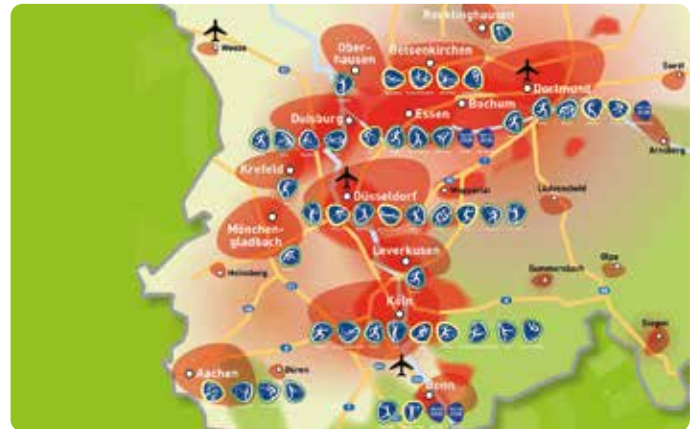 Recklinghausen
Weeze
Ober-
hausen
Gelsenkirchen
Soest
Dortmund
Bochum
Essen
Duisburg
Arnsberg
Krefeld
Wuppertal
Düsseldorf
Lüdenscheid
Mönchen-
gladbach
Leverkusen
Olpe
Heinsberg
Gummersbach
Köln
Siegen
Aachen
Düren
Bonn